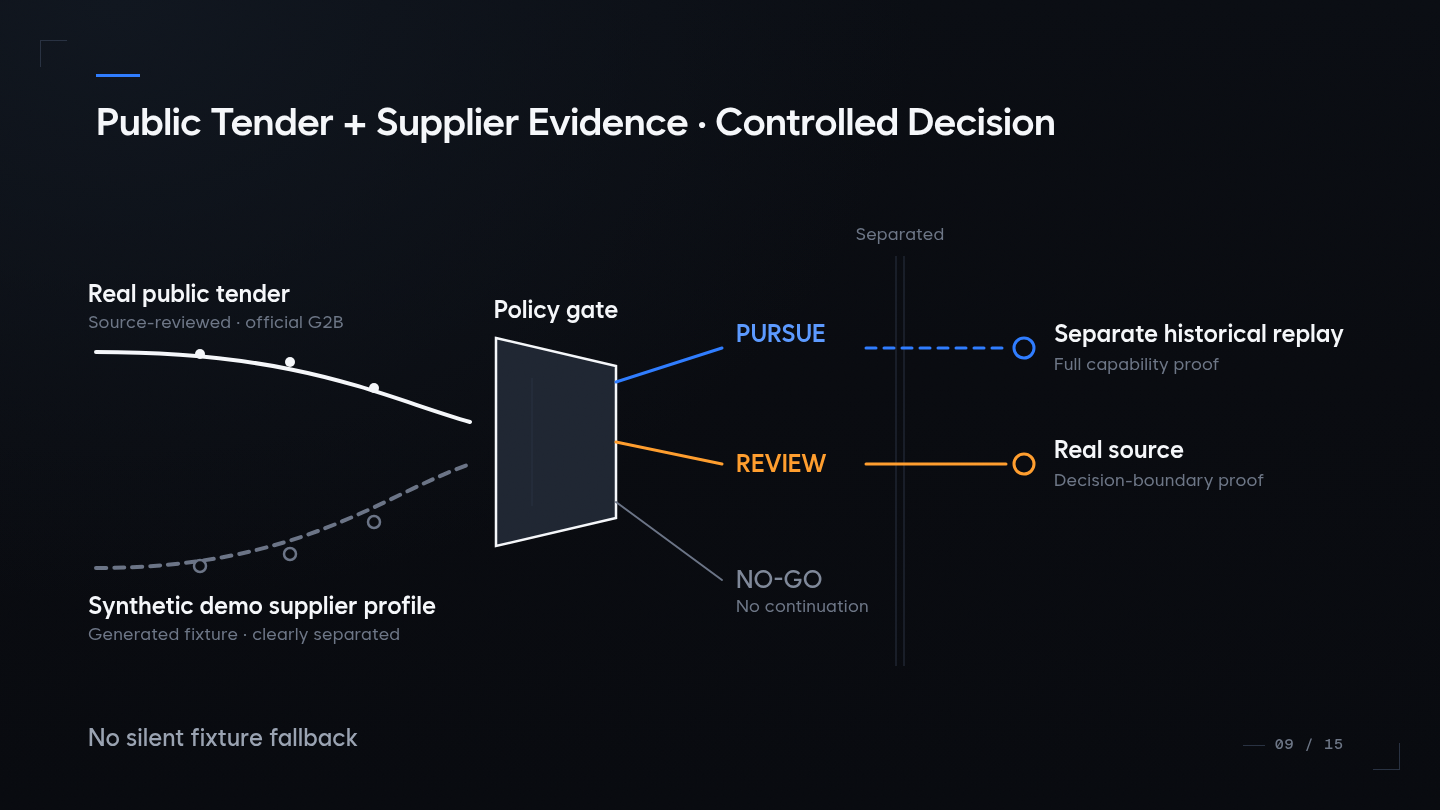 Public Tender + Supplier Evidence · Controlled Decision
Separated
Real public tender
Source-reviewed · official G2B
Policy gate
PURSUE
Separate historical replay
Full capability proof
REVIEW
Real source
Decision-boundary proof
NO-GO
No continuation
Synthetic demo supplier profile
Generated fixture · clearly separated
No silent fixture fallback
09 / 15